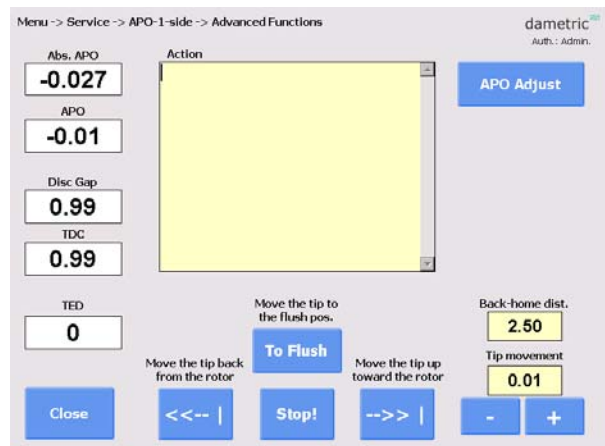 Menu -> Service -> APO-1-side -> Advanced Functions
dametric
Auth.: Admin.
Abs. APO
-0.027
APO
-0.01
Disc Gap
0.99
TDC
0.99
TED
0
Action
APO Adjust
Move the tip to
the flush pos.
To Flush
Move the tip back
from the rotor
<<-- |
Stop!
Move the tip up
toward the rotor
-->> |
Back-home dist.
2.50
Tip movement
0.01
-
+
Close